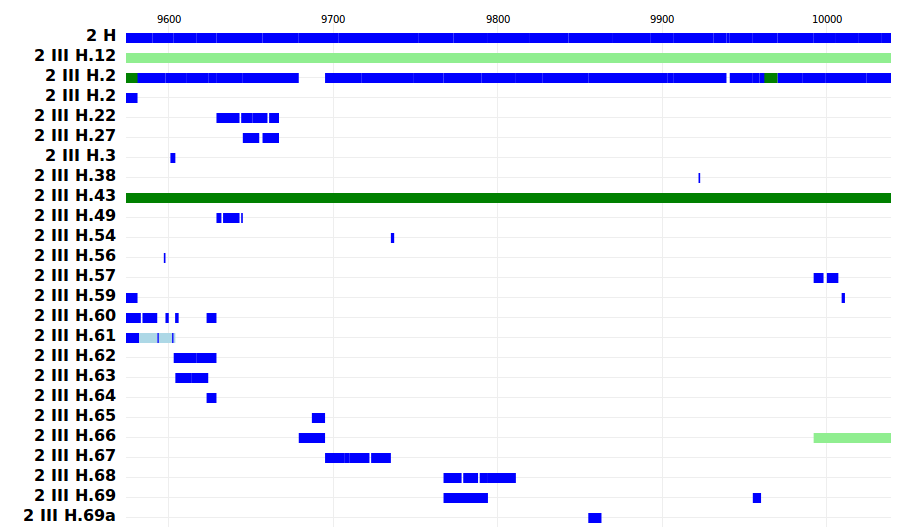 9600 9700 9800 9900 10000
2 H
2 III H.12
2 III H.2
2 III H.2
2 III H.22
2 III H.27
2 III H.3
2 III H.38
2 III H.43
2 III H.49
2 III H.54
2 III H.56
2 III H.57
2 III H.59
2 III H.60
2 III H.61
2 III H.62
2 III H.63
2 III H.64
2 III H.65
2 III H.66
2 III H.67
2 III H.68
2 III H.69
2 III H.69a